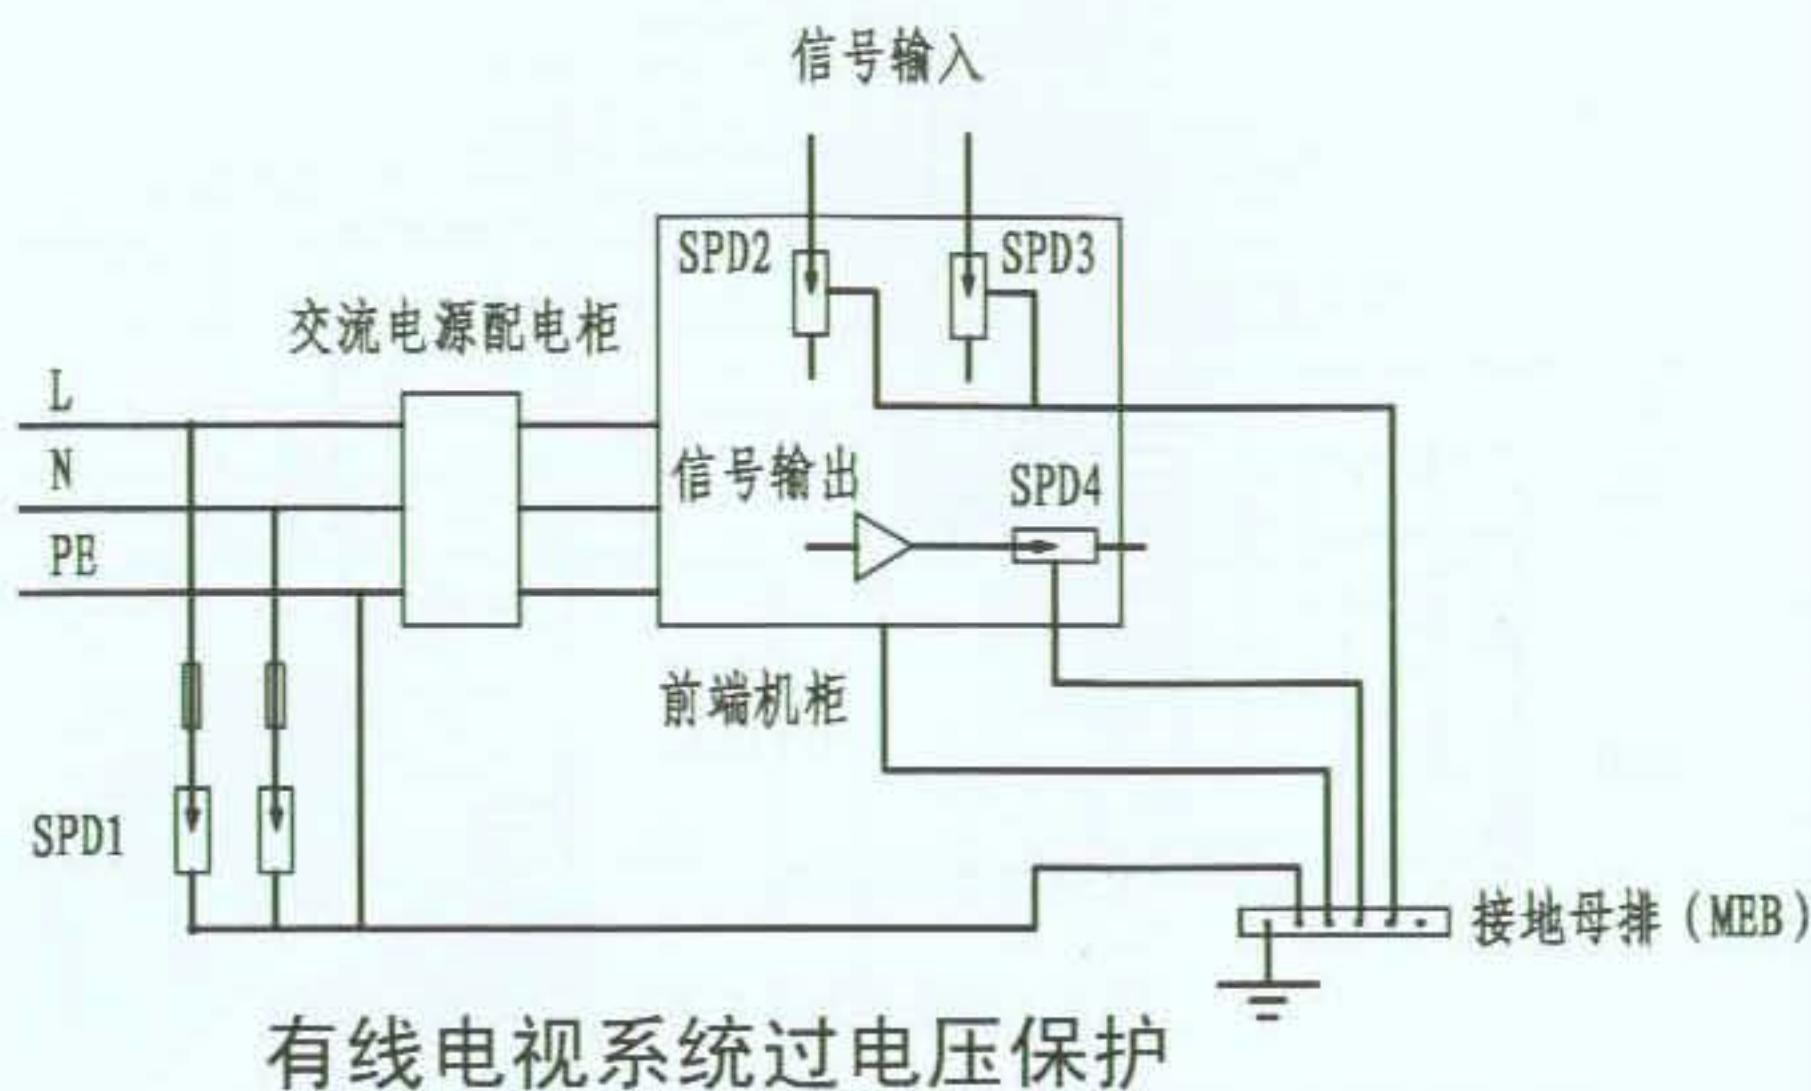 信号输入
SPD2
SPD3
交流电源配电柜
L
N
PE
信号输出
SPD4
前端机柜
SPD1
接地母排（MEB）
有线电视系统过电压保护